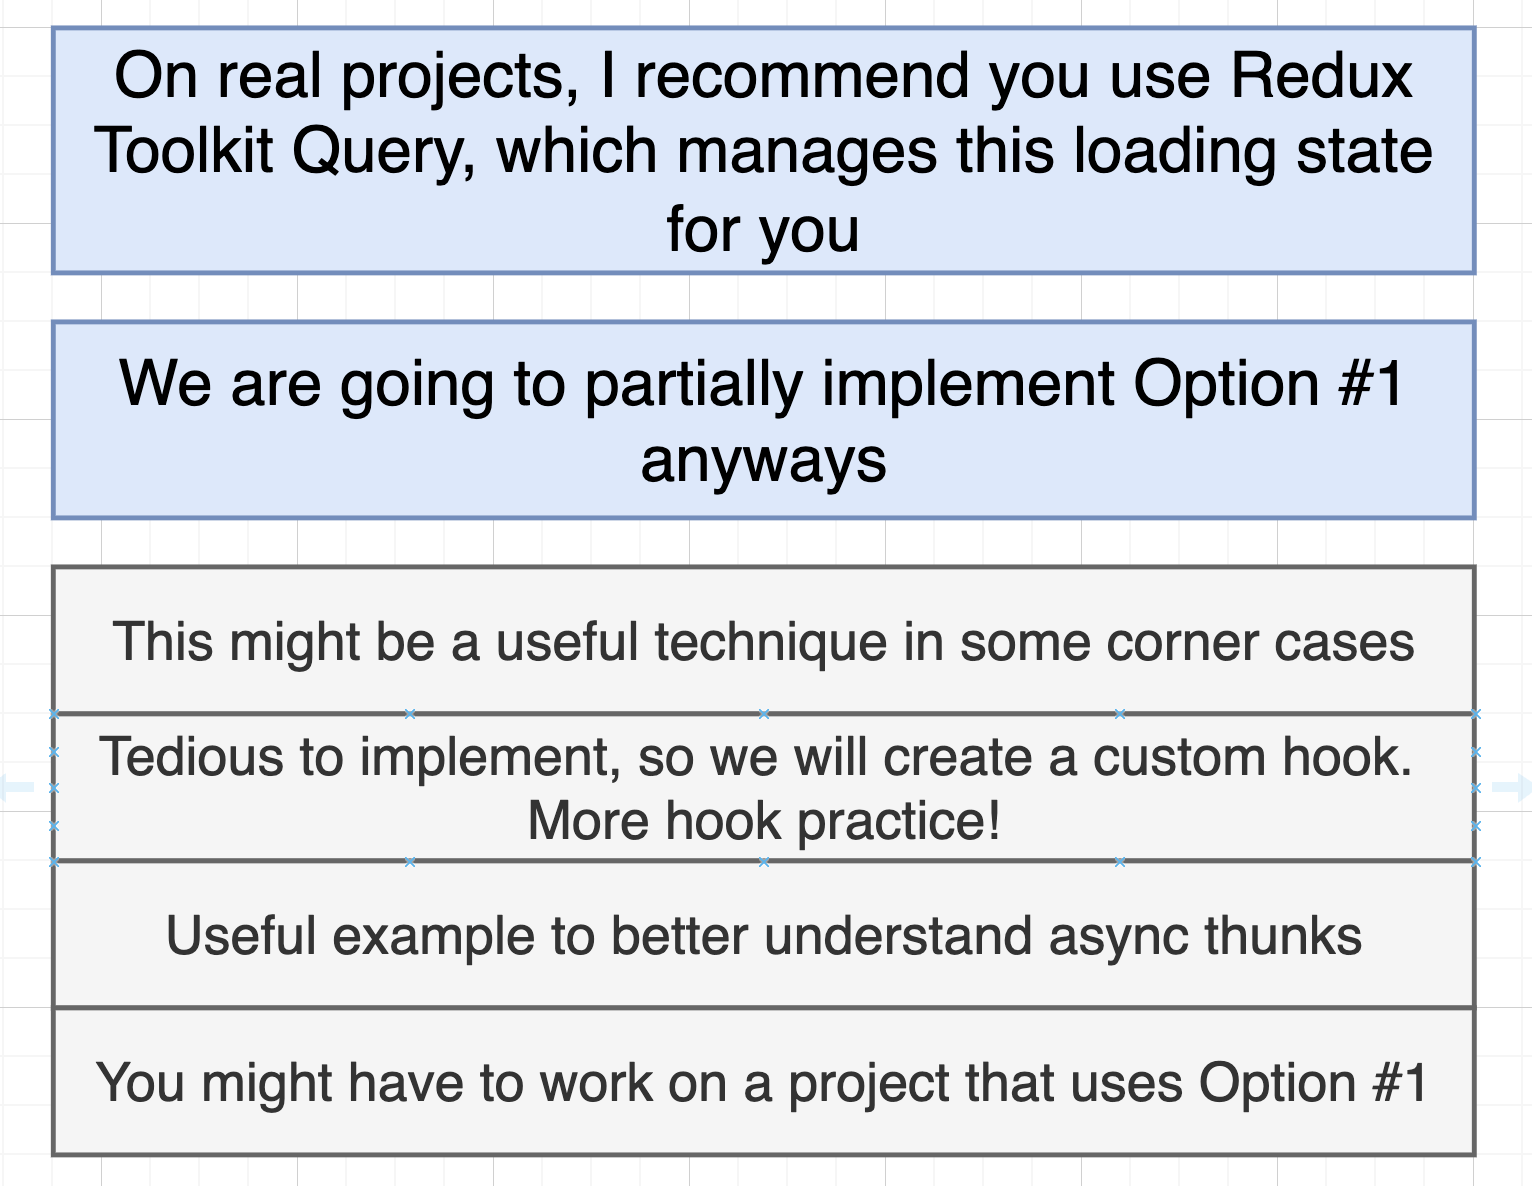 On real projects, I recommend you use Redux
Toolkit Query, which manages this loading state
for you
We are going to partially implement Option #1
anyways
This might be a useful technique in some corner cases
Tedious to implement, so we will create a custom hook.
More hook practice!
Useful example to better understand async thunks
You might have to work on a project that uses Option #1